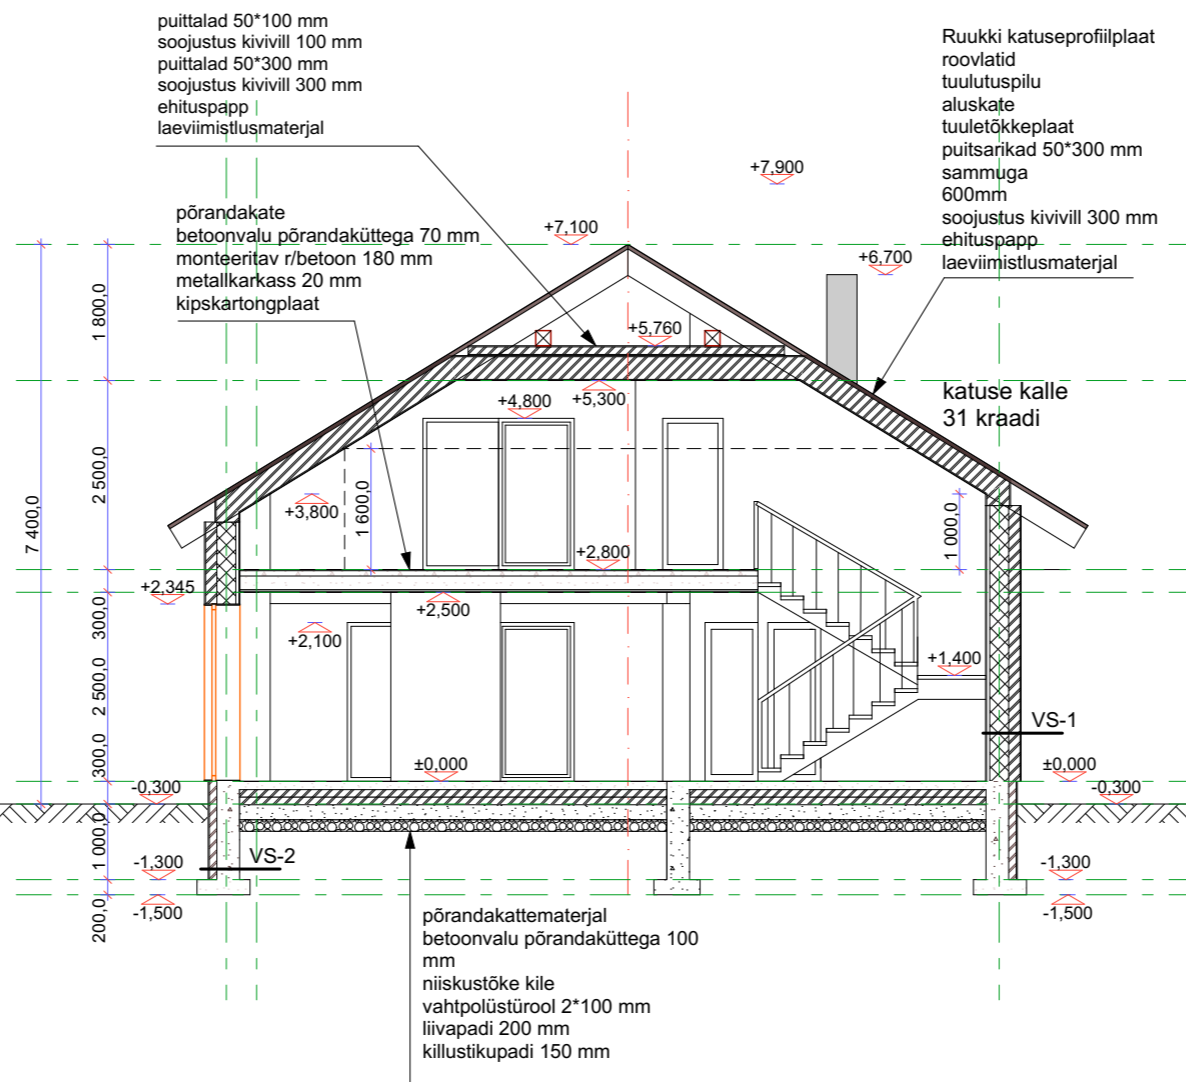 puittalad 50*100 mm
soojustus kivivill 100 mm
puittalad 50*300 mm
soojustus kivivill 300 mm
ehituspapp
laeviimistlusmaterjal
Ruukki katuseprofiilplaat
roovlatid
tuulutuspilu
aluskate
tuuletõkkeplaat
puitsarikad 50*300 mm
sammuga
600mm
soojustus kivivill 300 mm
ehituspapp
laeviimistlusmaterjal
põrandakate
betoonvalu põrandaküttega 70 mm
monteeritav r/betoon 180 mm
metallkarkass 20 mm
kipskartongplaat
+7,900
+7,100
+6,700
+5,760
+5,300
+4,800
katuse kalle
31 kraadi
+3,800
+2,800
+2,345
+2,500
+2,100
+1,400
VS-1
±0,000
±0,000
-0,300
-0,300
VS-2
-1,300
-1,300
-1,500
-1,500
7 400,0
1 800,0
2 500,0
300,0
2 500,0
300,0
1 000,0
200,0
1 600,0
1 000,0
põrandakattematerjal
betoonvalu põrandaküttega 100
mm
niiskustõke kile
vahtpolüstürool 2*100 mm
liivapadi 200 mm
killustikupadi 150 mm